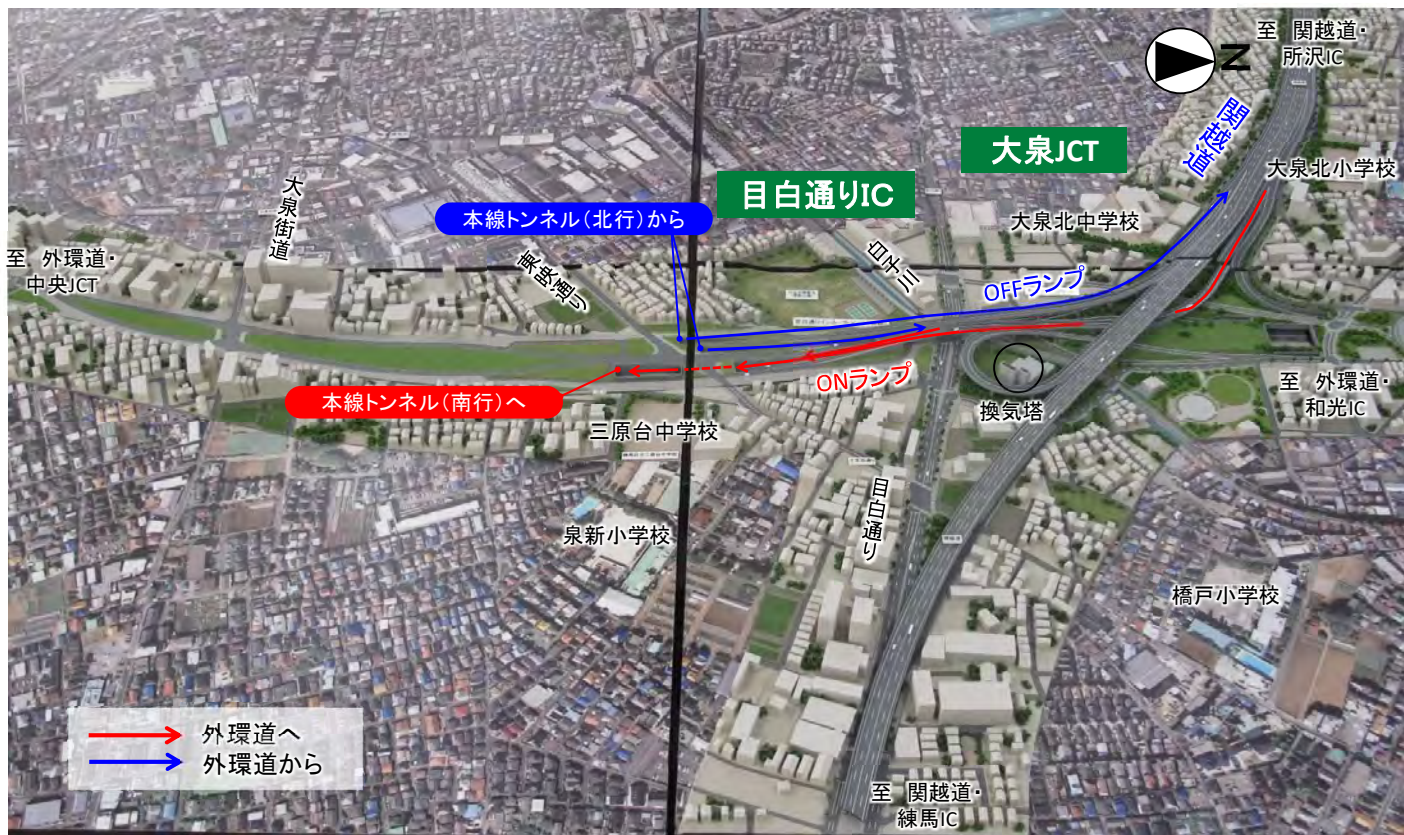 至 関越道・
所沢IC
N
関越道
大泉JCT
大泉北小学校
目白通りIC
大泉北中学校
大泉街道
本線トンネル(北行)から
白子川
至 外環道・
中央JCT
東映通り
OFFランプ
ONランプ
本線トンネル(南行)へ
換気塔
至 外環道・
和光IC
三原台中学校
目白通り
泉新小学校
橋戸小学校
外環道へ
外環道から
至 関越道・
練馬IC